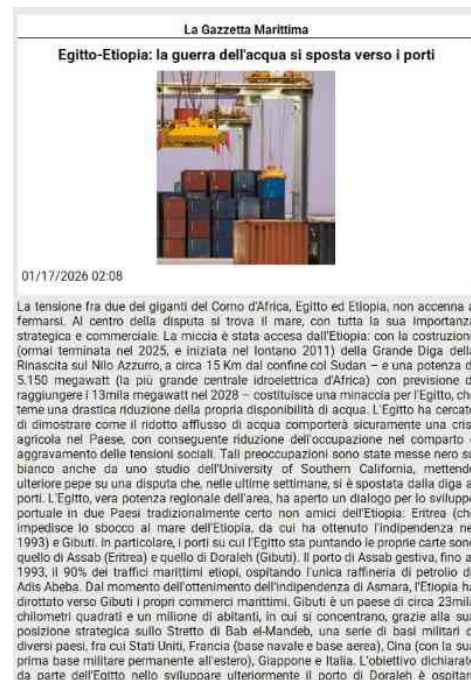 La Gazzetta Marittima
Egitto-Etiopia: la guerra dell'acqua si sposta verso i porti
01/17/2026 02:08
La tensione fra due dei giganti del Corno d'Africa, Egitto ed Etiopia, non accenna a
fermarsi. Al centro della disputa si trova il mare, con tutta la sua importanza
strategica e commerciale. La miccia è stata accesa dall'Etiopia: con la costruzione
(ormai terminata nel 2025, e iniziata nel lontano 2011) della Grande Diga della
Rinascita sul Nilo Azzurro, a circa 15 Km dal confine col Sudan – e una potenza di
5.150 megawatt (la più grande centrale idroelettrica d'Africa) con previsione di
raggiungere i 13mila megawatt nel 2028 – costituisce una minaccia per l'Egitto, che
teme una drastica riduzione della propria disponibilità di acqua. L'Egitto ha cercato
di dimostrare come il ridotto afflusso di acqua comporterà sicuramente una crisi
agricola nel Paese, con conseguente riduzione dell'occupazione nel comparto e
aggravamento delle tensioni sociali. Tali preoccupazioni sono state messe nero su
bianco anche da uno studio dell'University of Southern California, mettendo
ulteriore pepe su una disputa che, nelle ultime settimane, si è spostata dalla diga ai
porti. L'Egitto, vera potenza regionale dell'area, ha aperto un dialogo per lo sviluppo
portuale in due Paesi tradizionalmente certo non amici dell'Etiopia: Eritrea (che
impedisce lo sbocco al mare dell'Etiopia, da cui ha ottenuto l'indipendenza nel
1993) e Gibuti. In particolare, i porti su cui l'Egitto sta puntando le proprie carte sono
quello di Assab (Eritrea) e quello di Doraleh (Gibuti). Il porto di Assab gestiva, fino al
1993, il 90% dei traffici marittimi etiopi, ospitando l'unica raffineria di petrolio di
Adis Abeba. Dal momento dell'ottenimento dell'indipendenza di Asmara, l'Etiopia ha
dirottato verso Gibuti i propri commerci marittimi. Gibuti è un paese di circa 23mila
chilometri quadrati e un milione di abitanti, in cui si concentrano, grazie alla sua
posizione strategica sullo Stretto di Bab el-Mandeb, una serie di basi militari di
diversi paesi, fra cui Stati Uniti, Francia (base navale e base aerea), Cina (con la sua
prima base militare permanente all'estero), Giappone e Italia. L'obiettivo dichiarato
da parte dell'Egitto nello sviluppare ulteriormente il porto di Doraleh è ospitare